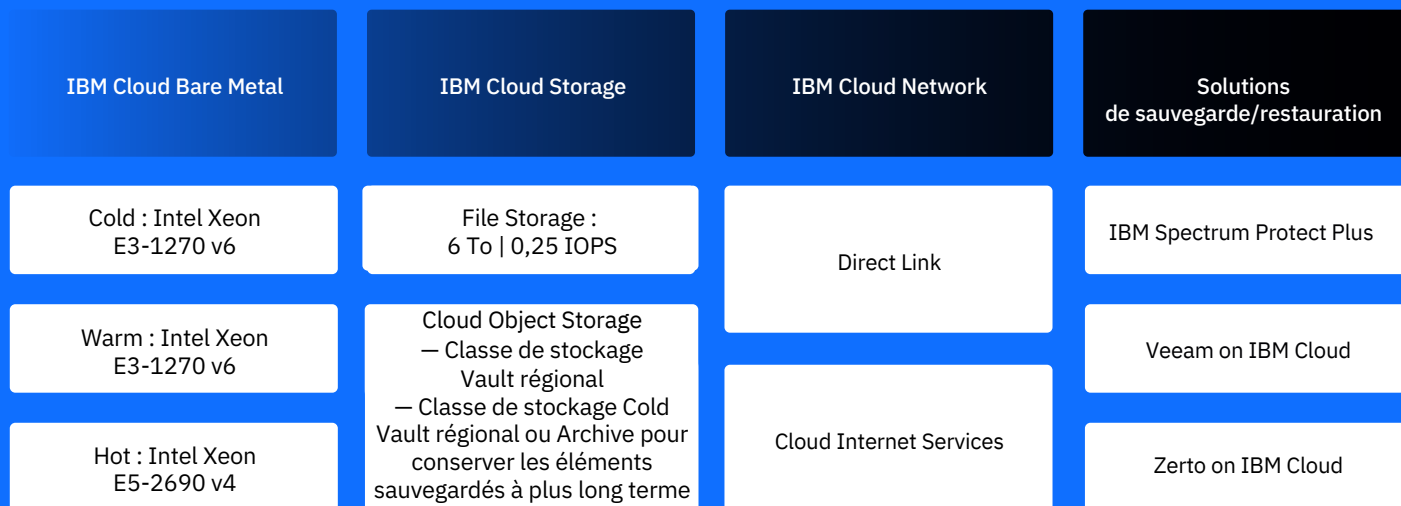 IBM Cloud Bare Metal
Cold : Intel Xeon
E3-1270 v6
Warm : Intel Xeon
E3-1270 v6
Hot : Intel Xeon
E5-2690 v4
IBM Cloud Storage
File Storage :
6 To | 0,25 IOPS
Cloud Object Storage
— Classe de stockage
Vault régional
— Classe de stockage Cold
Vault régional ou Archive pour
conserver les éléments
sauvegardés à plus long terme
IBM Cloud Network
Direct Link
Cloud Internet Services
Solutions
de sauvegarde/restauration
IBM Spectrum Protect Plus
Veeam on IBM Cloud
Zerto on IBM Cloud